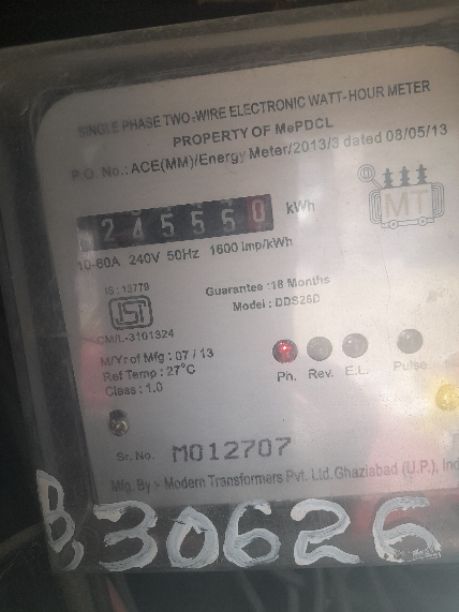 SINGLE PHASE TWO-WIRE ELECTRONIC WATT-HOUR METER
PROPERTY OF MePDCL
P.O. No.: ACE(MM)/Energy Meter/2013/3 dated 08/05/13
245550 kWh
MT
10-60A 240V 50Hz 1600 Imp/kWh
IS : 13779
Guarantee : 18 Months
Model : DDS26D
CM/L-3101324
M/Yr of Mfg : 07 / 13
Ref Temp : 27°C
Class : 1.0
Ph. Rev. E.L. Pulse
Sr. No. M012707
Mfg. By :- Modern Transformers Pvt. Ltd. Ghaziabad (U.P.), Ind
B, 30626